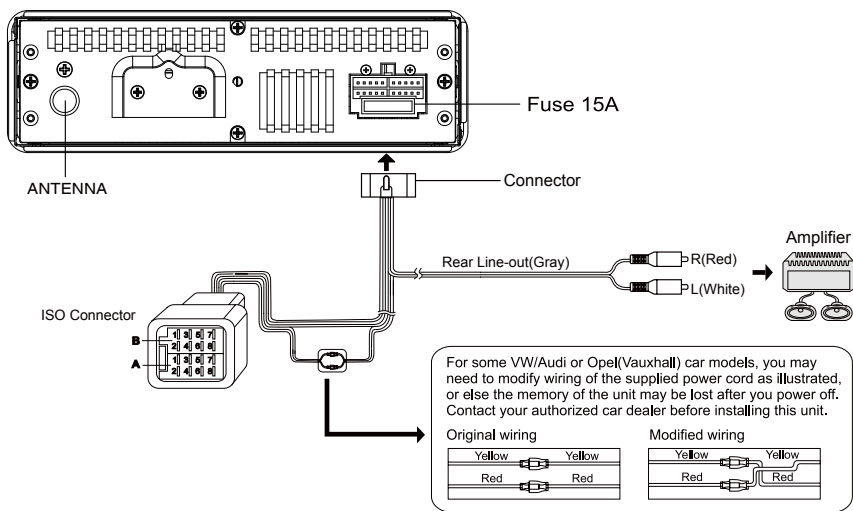 Fuse 15A
ANTENNA
Connector
Rear Line-out(Gray)
R(Red)
L(White)
Amplifier
ISO Connector
B
1 3 5 7
2 4 6 8
A
1 3 5 7
2 4 6 8
For some VW/Audi or Opel(Vauxhall) car models, you may
need to modify wiring of the supplied power cord as illustrated,
or else the memory of the unit may be lost after you power off.
Contact your authorized car dealer before installing this unit.
Original wiring
Yellow Yellow
Red Red
Modified wiring
Yellow Yellow
Red Red